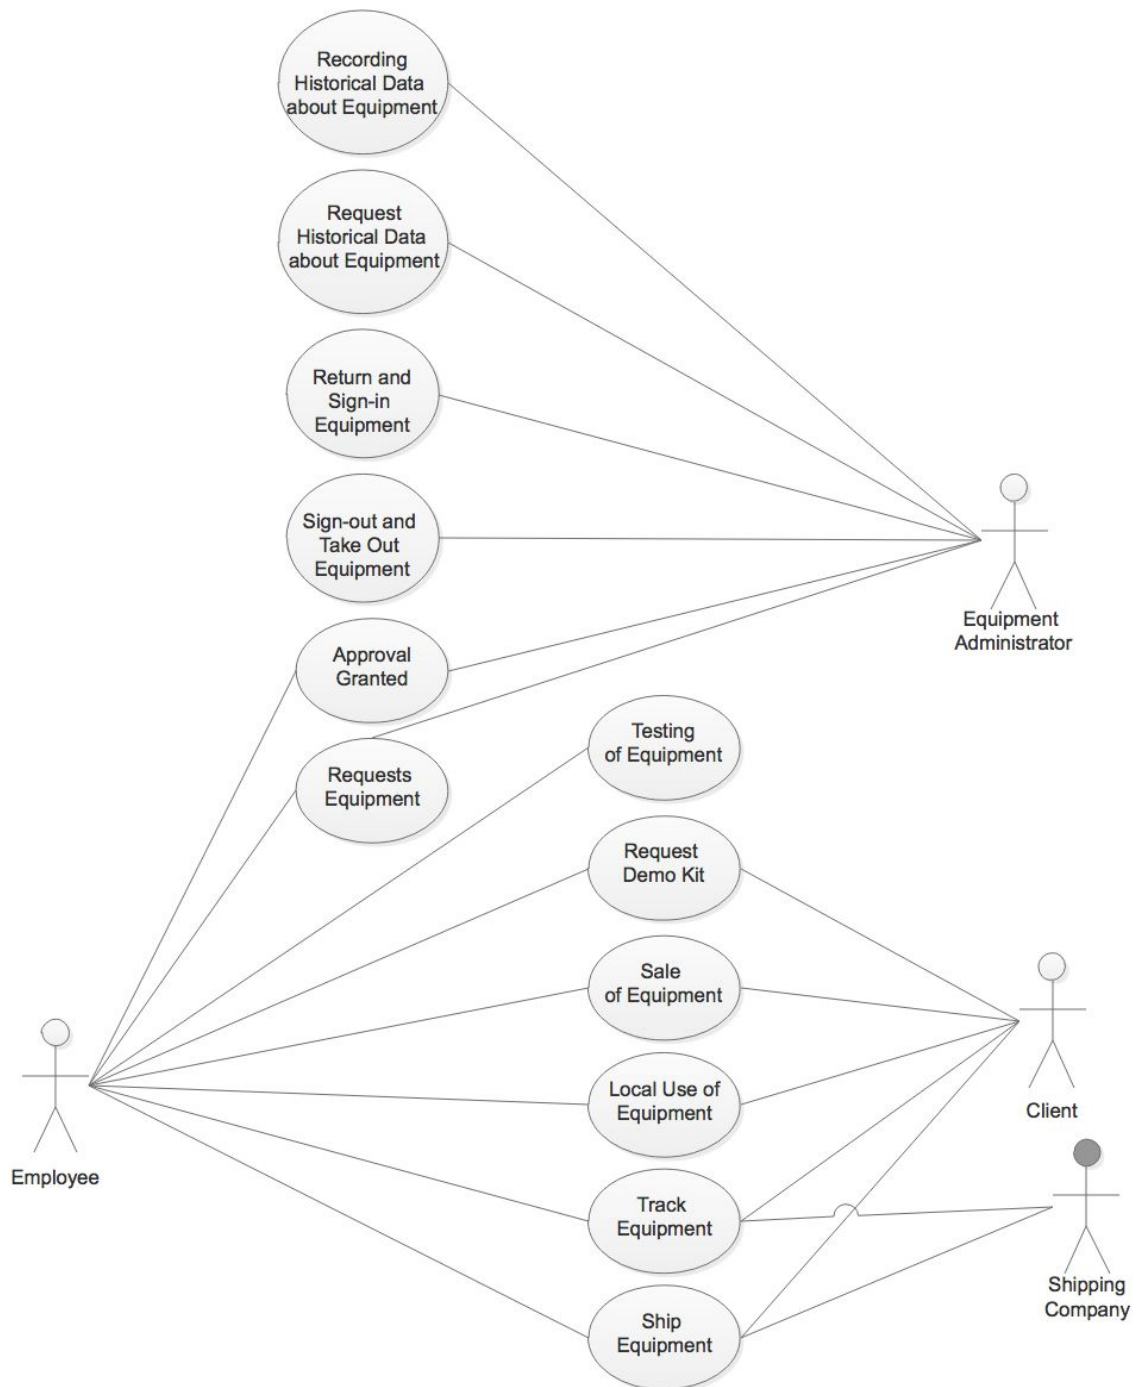 Recording
Historical Data
about Equipment
Request
Historical Data
about Equipment
Return and
Sign-in
Equipment
Sign-out and
Take Out
Equipment
Equipment
Administrator
Approval
Granted
Testing
of Equipment
Requests
Equipment
Request
Demo Kit
Sale
of Equipment
Local Use of
Equipment
Client
Employee
Track
Equipment
Shipping
Company
Ship
Equipment